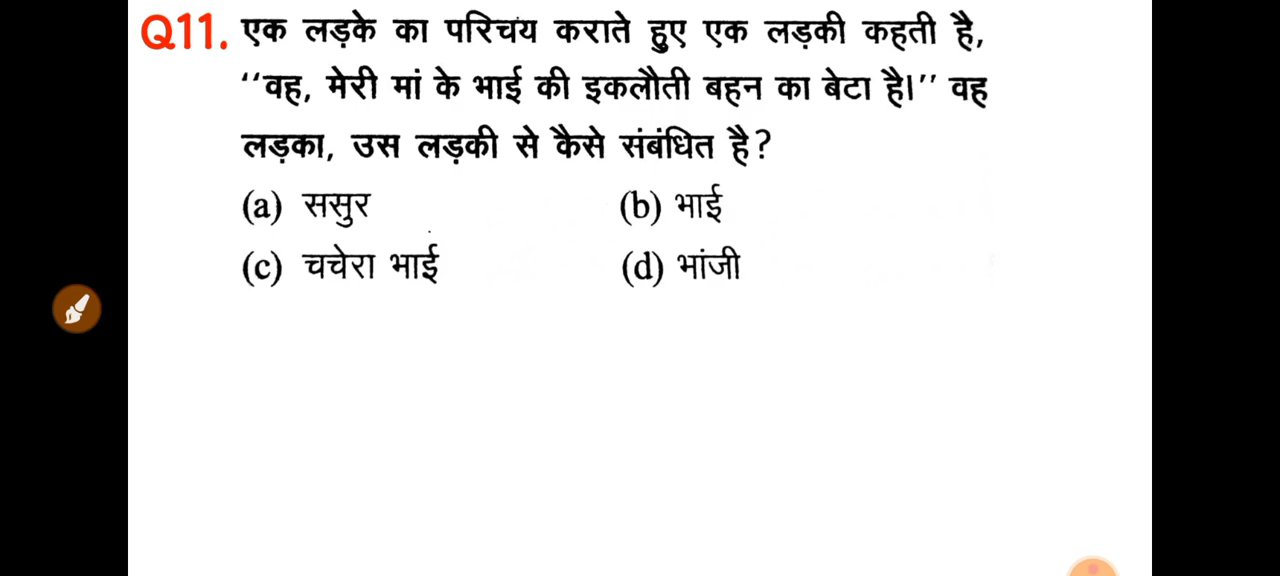 Q11. एक लड़के का परिचय कराते हुए एक लड़की कहती है,
‘‘वह, मेरी मां के भाई की इकलौती बहन का बेटा है।’’ वह
लड़का, उस लड़की से कैसे संबंधित है?
(a) ससुर (b) भाई
(c) चचेरा भाई (d) भांजी